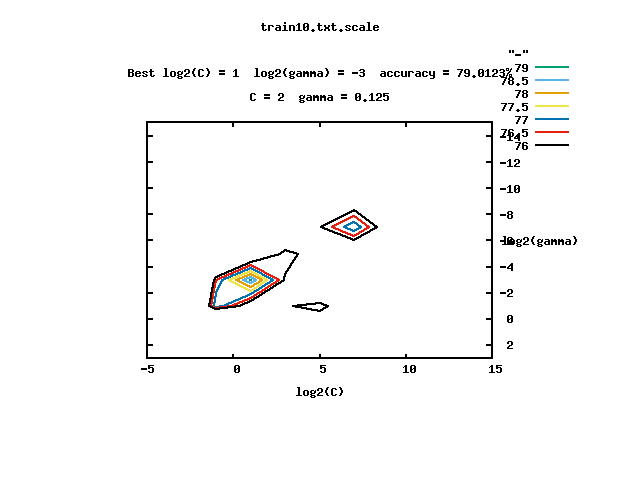 train10.txt.scale
"-"
Best log2(C) = 1  log2(gamma) = -3  accuracy = 79.0123%
79
78.5
C = 2  gamma = 0.125
78
77.5
77
76.5
76
-14
-12
-10
-8
-6
log2(gamma)
-4
-2
0
2
-5 0 5 10 15
log2(C)